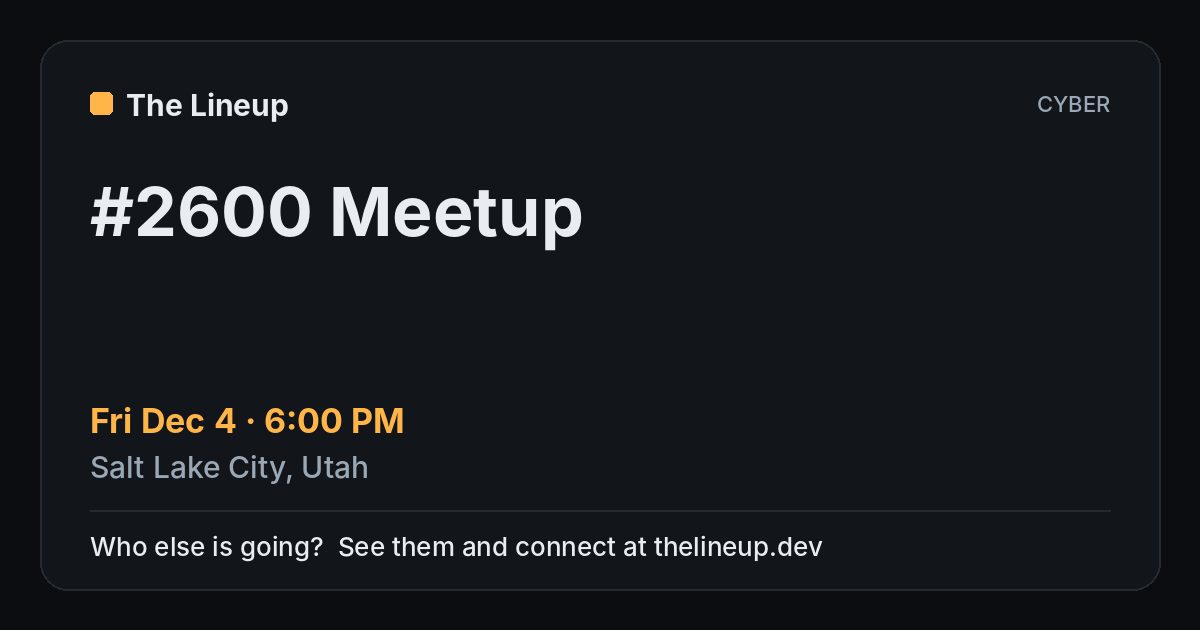 The Lineup
CYBER
#2600 Meetup
Fri Dec 4 · 6:00 PM
Salt Lake City, Utah
Who else is going? See them and connect at thelineup.dev